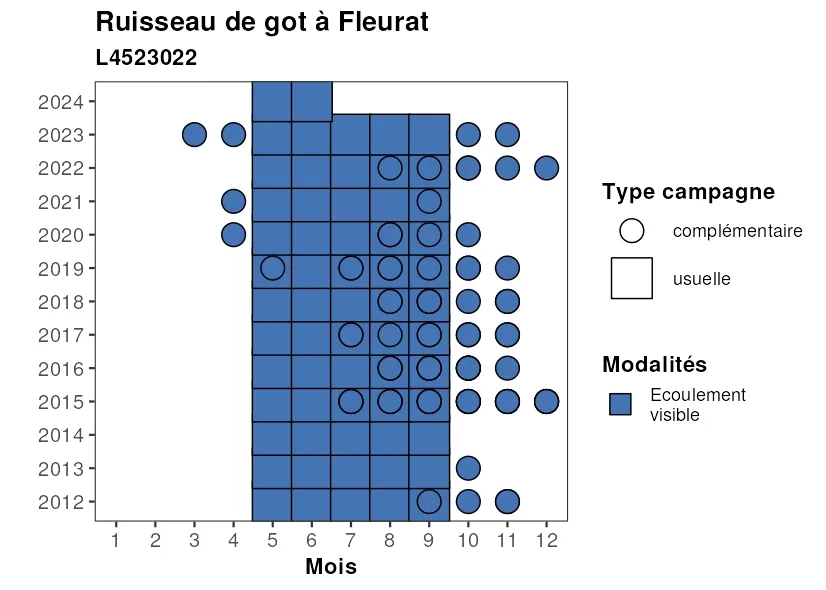 Ruisseau de got à Fleurat
L4523022
2024
2023
2022
2021
2020
2019
2018
2017
2016
2015
2014
2013
2012
1 2 3 4 5 6 7 8 9 10 11 12
Mois
Type campagne
complémentaire
usuelle
Modalités
Ecoulement
visible